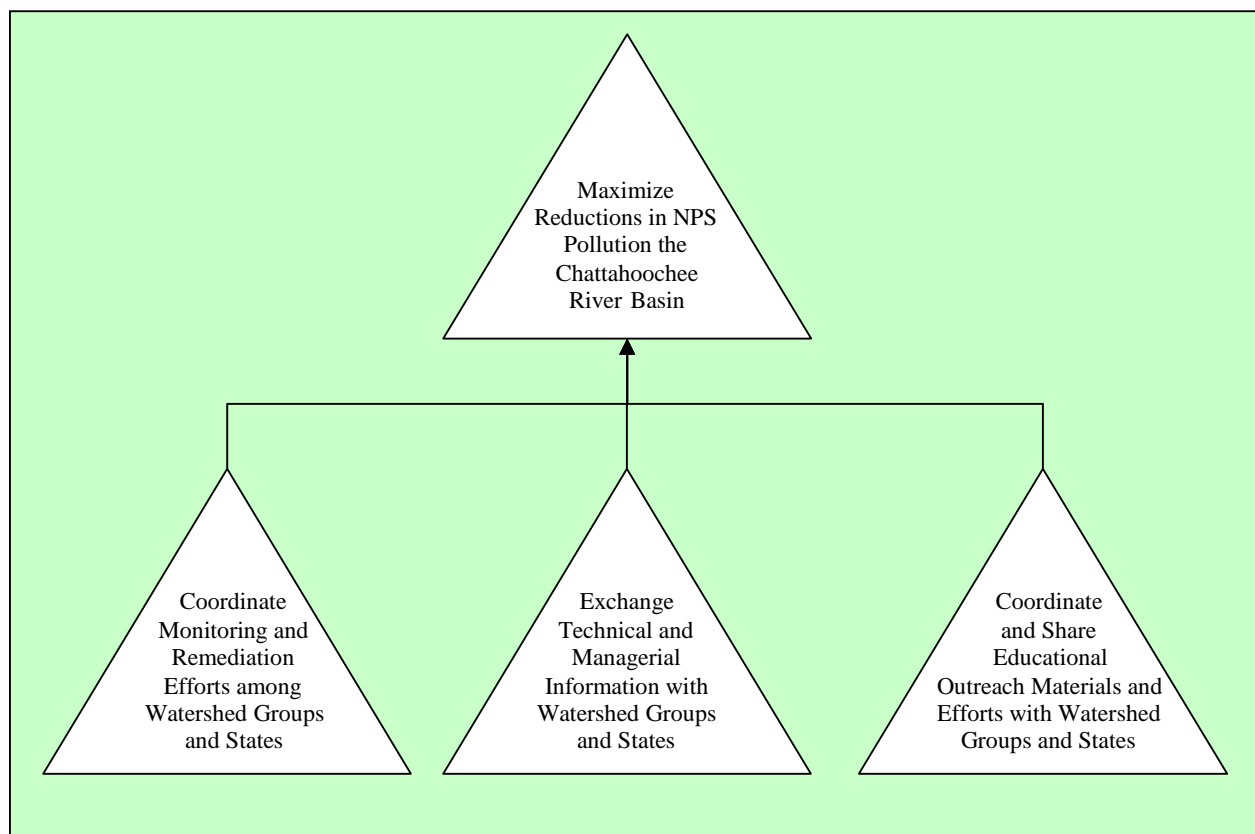 Maximize
Reductions in NPS
Pollution the
Chattahoochee
River Basin
Coordinate
Monitoring and
Remediation
Efforts among
Watershed Groups
and States
Exchange
Technical and
Managerial
Information with
Watershed Groups
and States
Coordinate
and Share
Educational
Outreach Materials and
Efforts with Watershed
Groups and States